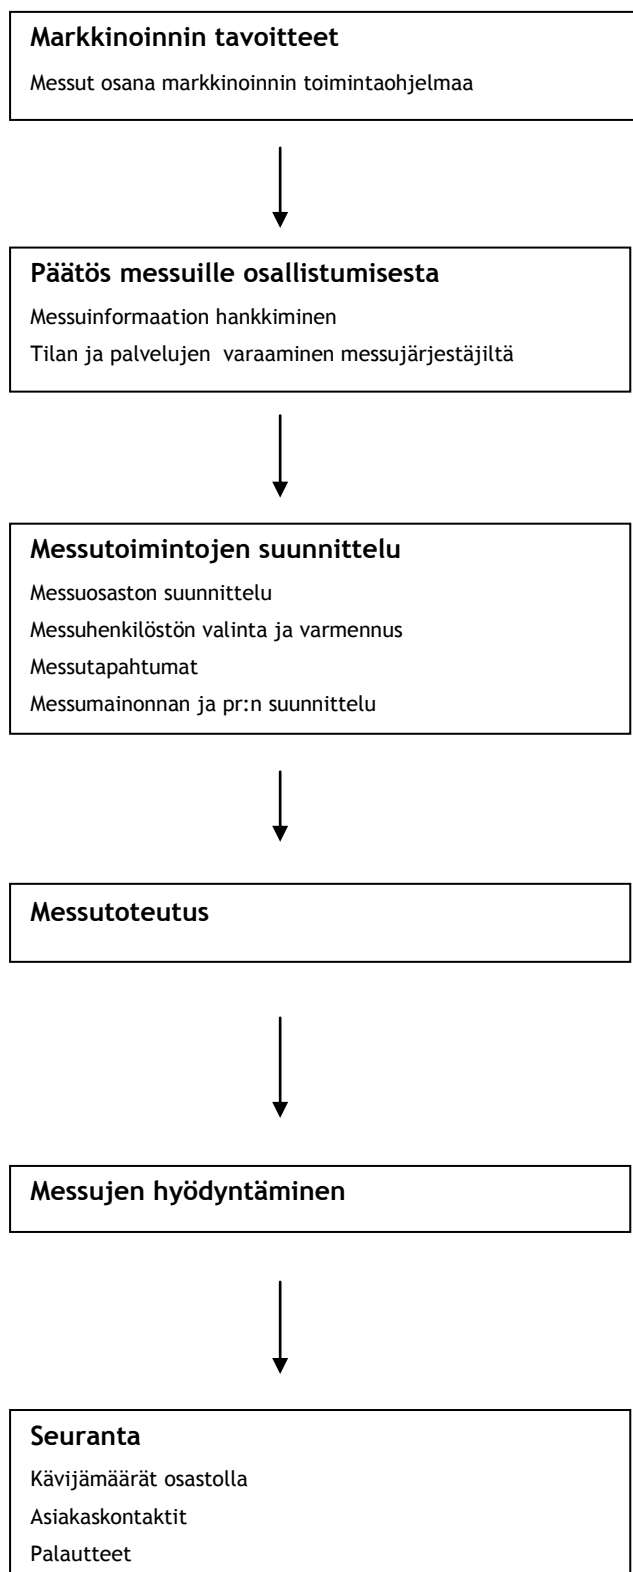 Markkinoinnin tavoitteet
Messut osana markkinoinnin toimintaohjelmaa
Päätös messuille osallistumisesta
Messuinformaation hankkiminen
Tilan ja palvelujen varaaminen messujärjestäjiltä
Messutoimintojen suunnittelu
Messuosaston suunnittelu
Messuhenkilöstön valinta ja varmennus
Messutapahtumat
Messumainonnan ja pr:n suunnittelu
Messutoteutus
Messujen hyödyntäminen
Seuranta
Kävijämäärät osastolla
Asiakaskontaktit
Palautteet